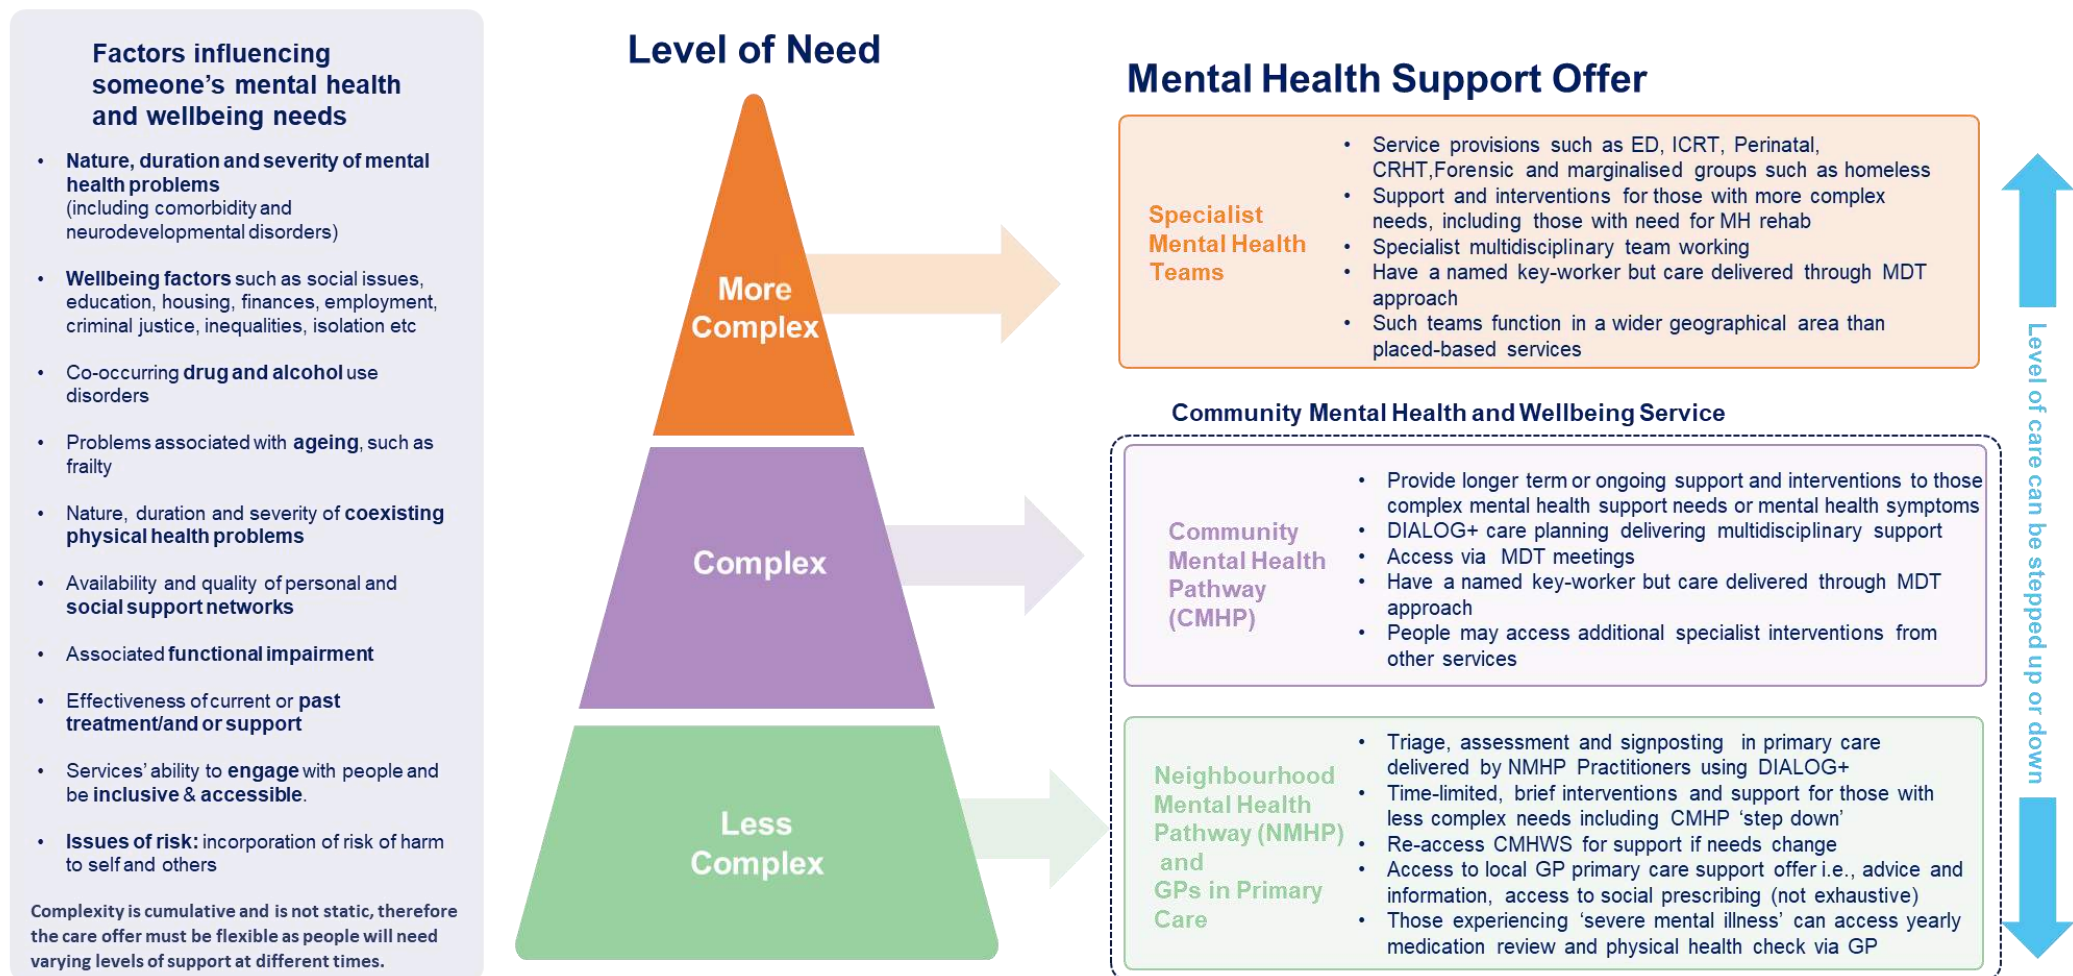 Factors influencing
someone's mental health
and wellbeing needs
• Nature, duration and severity of mental
health problems
(including comorbidity and
neurodevelopmental disorders)
• Wellbeing factors such as social issues,
education, housing, finances, employment,
criminal justice, inequalities, isolation etc
• Co-occurring drug and alcohol use
disorders
• Problems associated with ageing, such as
frailty
• Nature, duration and severity of coexisting
physical health problems
• Availability and quality of personal and
social support networks
• Associated functional impairment
• Effectiveness of current or past
treatment/and or support
• Services' ability to engage with people and
be inclusive & accessible.
• Issues of risk: incorporation of risk of harm
to self and others
Complexity is cumulative and is not static, therefore
the care offer must be flexible as people will need
varying levels of support at different times.
Level of Need
More
Complex
Complex
Less
Complex
Mental Health Support Offer
Specialist
Mental Health
Teams
• Service provisions such as ED, ICRT, Perinatal,
CRHT,Forensic and marginalised groups such as homeless
• Support and interventions for those with more complex
needs, including those with need for MH rehab
• Specialist multidisciplinary team working
• Have a named key-worker but care delivered through MDT
approach
• Such teams function in a wider geographical area than
placed-based services
Community Mental Health and Wellbeing Service
Community
Mental Health
Pathway
(CMHP)
• Provide longer term or ongoing support and interventions to those
complex mental health support needs or mental health symptoms
• DIALOG+ care planning delivering multidisciplinary support
• Access via MDT meetings
• Have a named key-worker but care delivered through MDT
approach
• People may access additional specialist interventions from
other services
Neighbourhood
Mental Health
Pathway (NMHP)
and
GPs in Primary
Care
• Triage, assessment and signposting in primary care
delivered by NMHP Practitioners using DIALOG+
• Time-limited, brief interventions and support for those with
less complex needs including CMHP 'step down'
• Re-access CMHWS for support if needs change
• Access to local GP primary care support offer i.e., advice and
information, access to social prescribing (not exhaustive)
• Those experiencing 'severe mental illness' can access yearly
medication review and physical health check via GP
Level of care can be stepped up or down